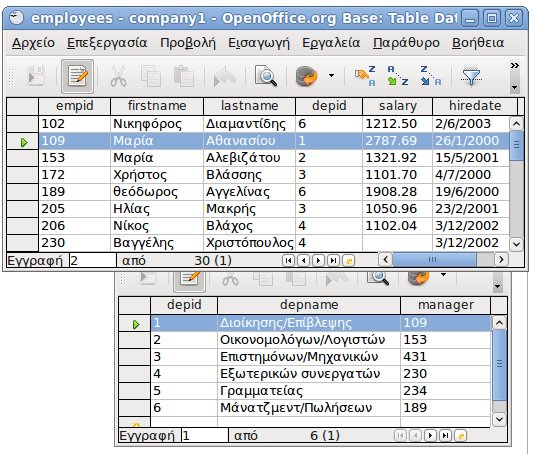 employees - company1 - OpenOffice.org Base: Table Dat
Αρχείο Επεξεργασία Προβολή Εισαγωγή Εργαλεία Παράθυρο Βοήθεια
empid firstname lastname depid salary hiredate
102 Νικηφόρος Διαμαντίδης 6 1212.50 2/6/2003
109 Μαρία Αθανασίου 1 2787.69 26/1/2000
153 Μαρία Αλεβιζάτου 2 1321.92 15/5/2001
172 Χρήστος Βλάσσης 3 1101.70 4/7/2000
189 θεόδωρος Αγγελίνας 6 1908.28 19/6/2000
205 Ηλίας Μακρής 3 1050.96 23/2/2001
206 Νίκος Βλάχος 4 1102.04 3/12/2002
230 Βαγγέλης Χριστόπουλος 4 3/12/2002
Εγγραφή 2 από 30 (1)
depid depname manager
1 Διοίκησης/Επίβλεψης 109
2 Οικονομολόγων/Λογιστών 153
3 Επιστημόνων/Μηχανικών 431
4 Εξωτερικών συνεργατών 230
5 Γραμματείας 234
6 Μάνατζμεντ/Πωλήσεων 189
Εγγραφή 1 από 6 (1)